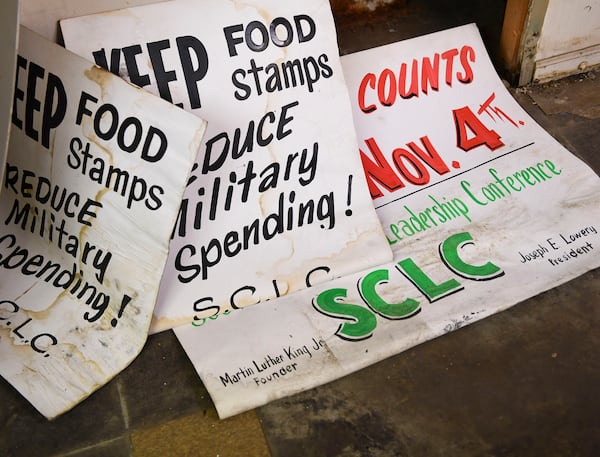 EEP FOOD
Stamps
REDUCE
Military
Spending!
C.L.C.
KEEP FOOD
Stamps
EDUCE
Military
Spending!
S.C.L.C.
COUNTS
Nov. 4TH.
Leadership Conference
SCLC
Joseph E Lowery
President
Martin Luther King Jr
Founder